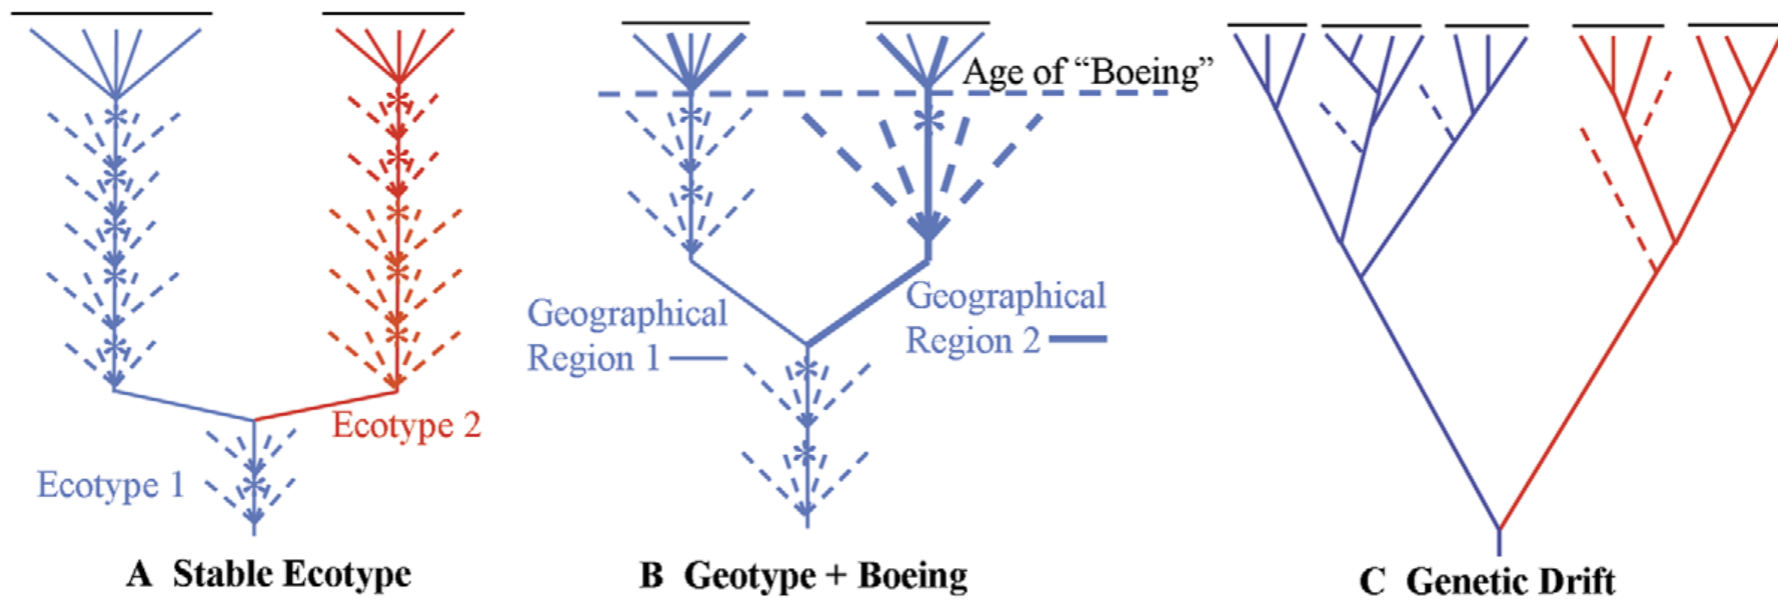 Age of “Boeing”
Geographical
Region 1
Geographical
Region 2
Ecotype 2
Ecotype 1
A Stable Ecotype
B Geotype + Boeing
C Genetic Drift